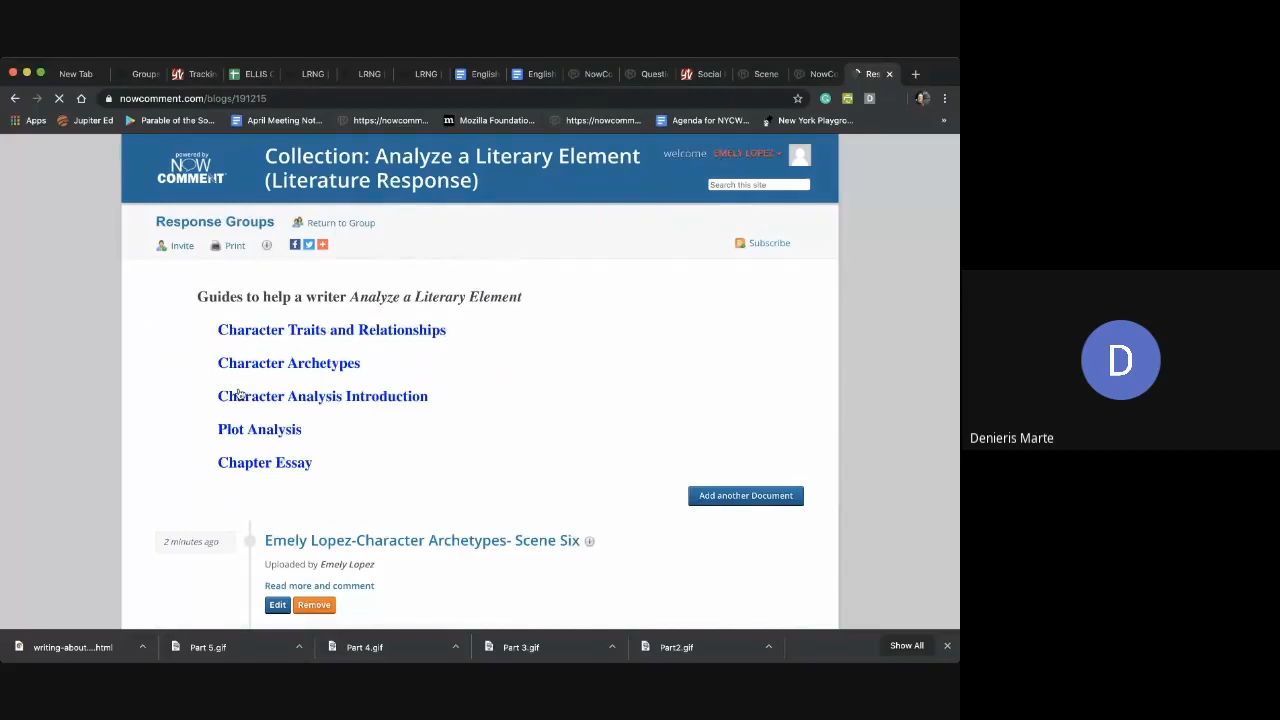 New Tab
Group:
Trackin
ELLIS C
LRNG
LRNG
LRNG
English
English
NowCo
Questi
Social
Scene
NowCo
Res
nowcomment.com/blogs/191215
Apps
Jupiter Ed
Parable of the So...
April Meeting Not...
https://nowcomm...
Mozilla Foundatio...
https://nowcomm...
Agenda for NYCW...
New York Playgro...
»
powered by
NOW
COMMENT
Collection: Analyze a Literary Element
(Literature Response)
welcome EMELY LOPEZ
Search this site
Response Groups
Return to Group
Invite
Print
Subscribe
Guides to help a writer Analyze a Literary Element
Character Traits and Relationships
Character Archetypes
Character Analysis Introduction
Plot Analysis
Chapter Essay
Add another Document
2 minutes ago
Emely Lopez-Character Archetypes- Scene Six
Uploaded by Emely Lopez
Read more and comment
Edit
Remove
writing-about....html
Part 5.gif
Part 4.gif
Part 3.gif
Part2.gif
Show All
D
Denieris Marte